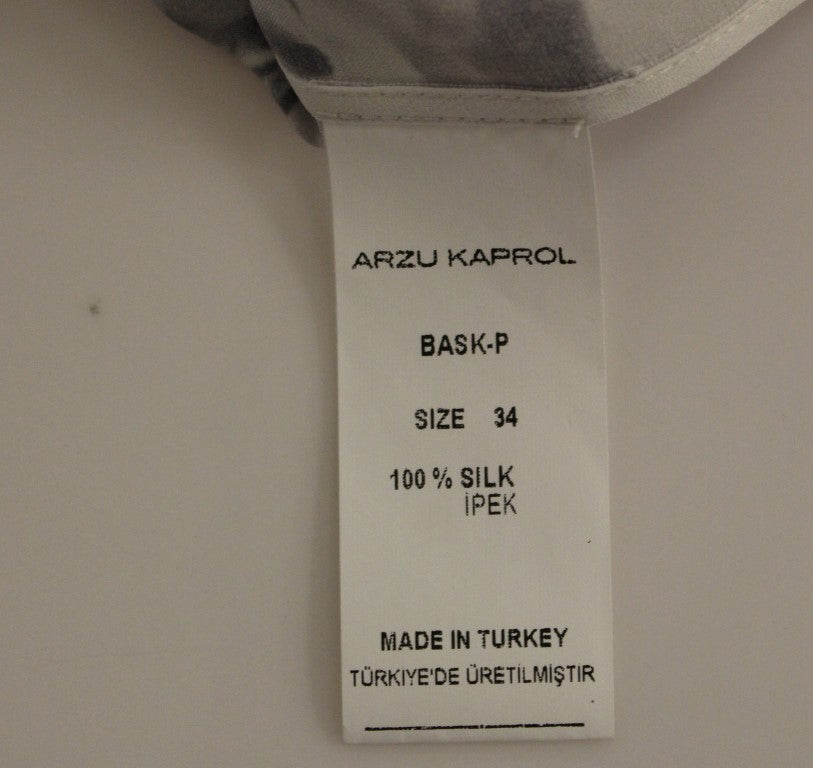 ARZU KAPROL
BASK-P
SIZE 34
100 % SILK
İPEK
MADE IN TURKEY
TÜRKIYE'DE ÜRETILMIŞTIR